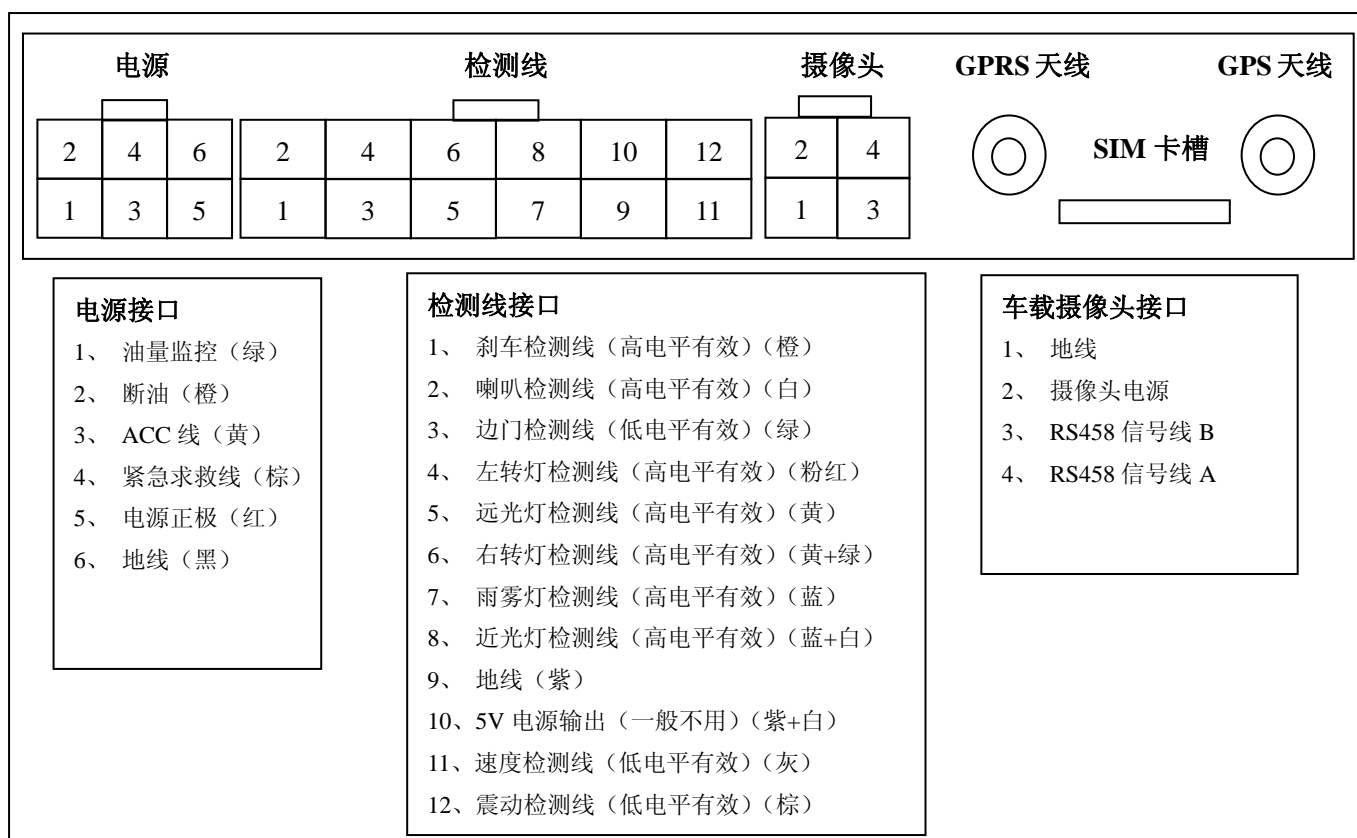 电源 检测线 摄像头 GPRS 天线 GPS 天线
2 4 6 2 4 6 8 10 12 2 4 SIM 卡槽
1 3 5 1 3 5 7 9 11 1 3
电源接口
1、 油量监控（绿）
2、 断油（橙）
3、 ACC 线（黄）
4、 紧急求救线（棕）
5、 电源正极（红）
6、 地线（黑）
检测线接口
1、 刹车检测线（高电平有效）（橙）
2、 喇叭检测线（高电平有效）（白）
3、 边门检测线（低电平有效）（绿）
4、 左转灯检测线（高电平有效）（粉红）
5、 远光灯检测线（高电平有效）（黄）
6、 右转灯检测线（高电平有效）（黄+绿）
7、 雨雾灯检测线（高电平有效）（蓝）
8、 近光灯检测线（高电平有效）（蓝+白）
9、 地线（紫）
10、5V 电源输出（一般不用）（紫+白）
11、速度检测线（低电平有效）（灰）
12、震动检测线（低电平有效）（棕）
车载摄像头接口
1、 地线
2、 摄像头电源
3、 RS458 信号线 B
4、 RS458 信号线 A